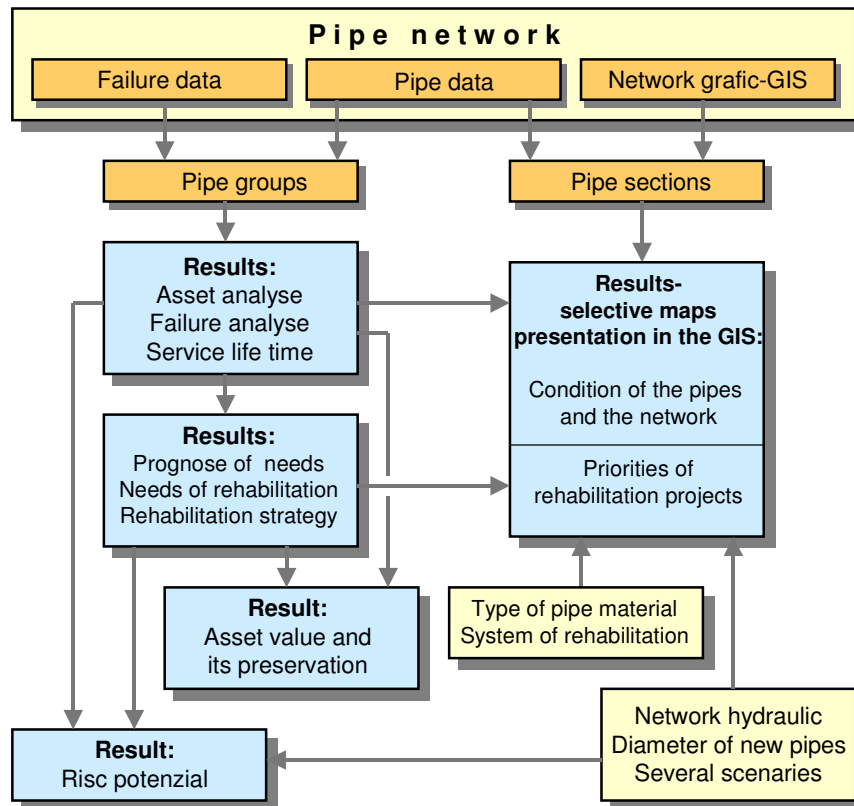 Pipe network
Failure data
Pipe data
Network grafic-GIS
Pipe groups
Pipe sections
Results:
Asset analyse
Failure analyse
Service life time
Results-
selective maps
presentation in the GIS:
Condition of the pipes
and the network
Priorities of
rehabilitation projects
Results:
Prognose of needs
Needs of rehabilitation
Rehabilitation strategy
Result:
Asset value and
its preservation
Type of pipe material
System of rehabilitation
Result:
Risc potenzial
Network hydraulic
Diameter of new pipes
Several scenaries